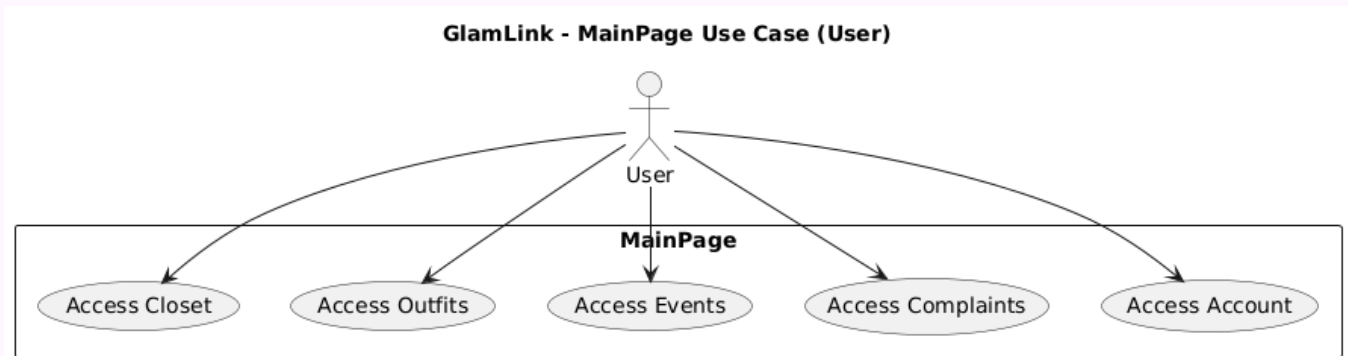 GlamLink - MainPage Use Case (User)
User
MainPage
Access Closet
Access Outfits
Access Events
Access Complaints
Access Account